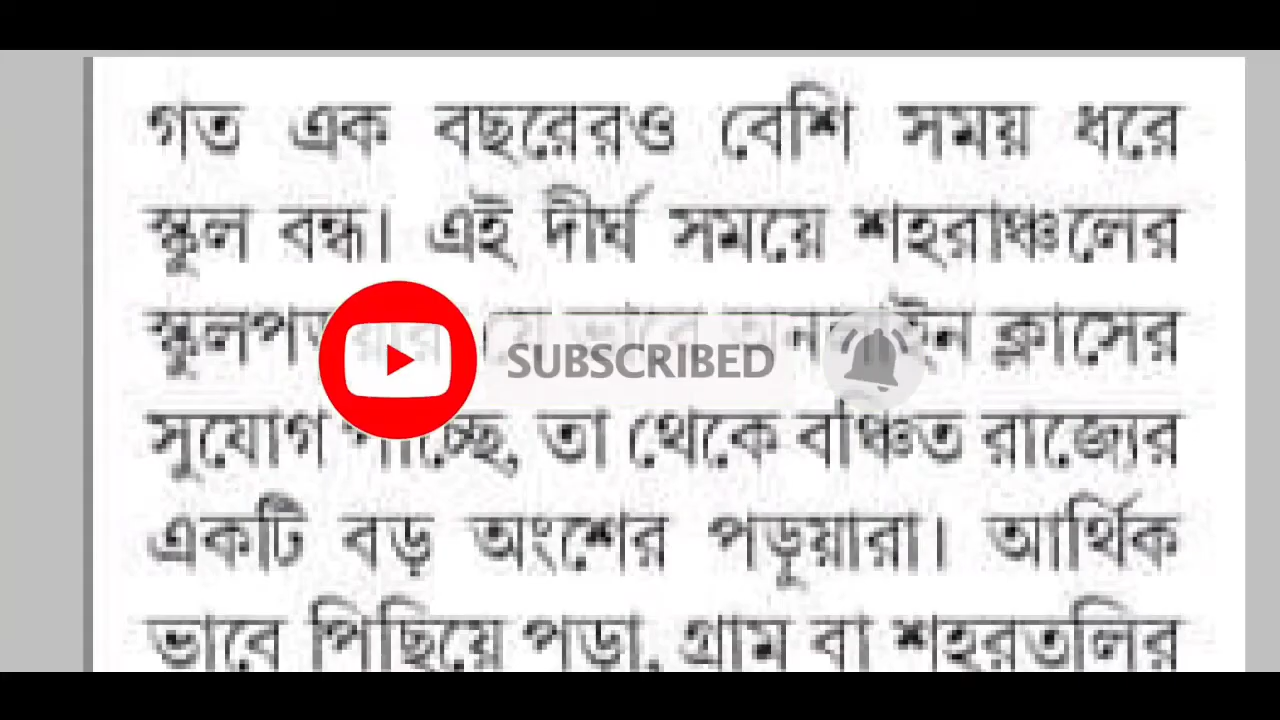 গত এক বছরেরও বেশি সময় ধরে
স্কুল বন্ধ। এই দীর্ঘ সময়ে শহরাঞ্চলের
ক্লাসের
SUBSCRIBED
সুযোগ পাচ্ছে, তা থেকে বঞ্চিত রাজ্যের
একটি বড় অংশের পড়ুয়ারা। আর্থিক
ভাবে পিছিয়ে পড়া, গ্রাম বা শহরতলির